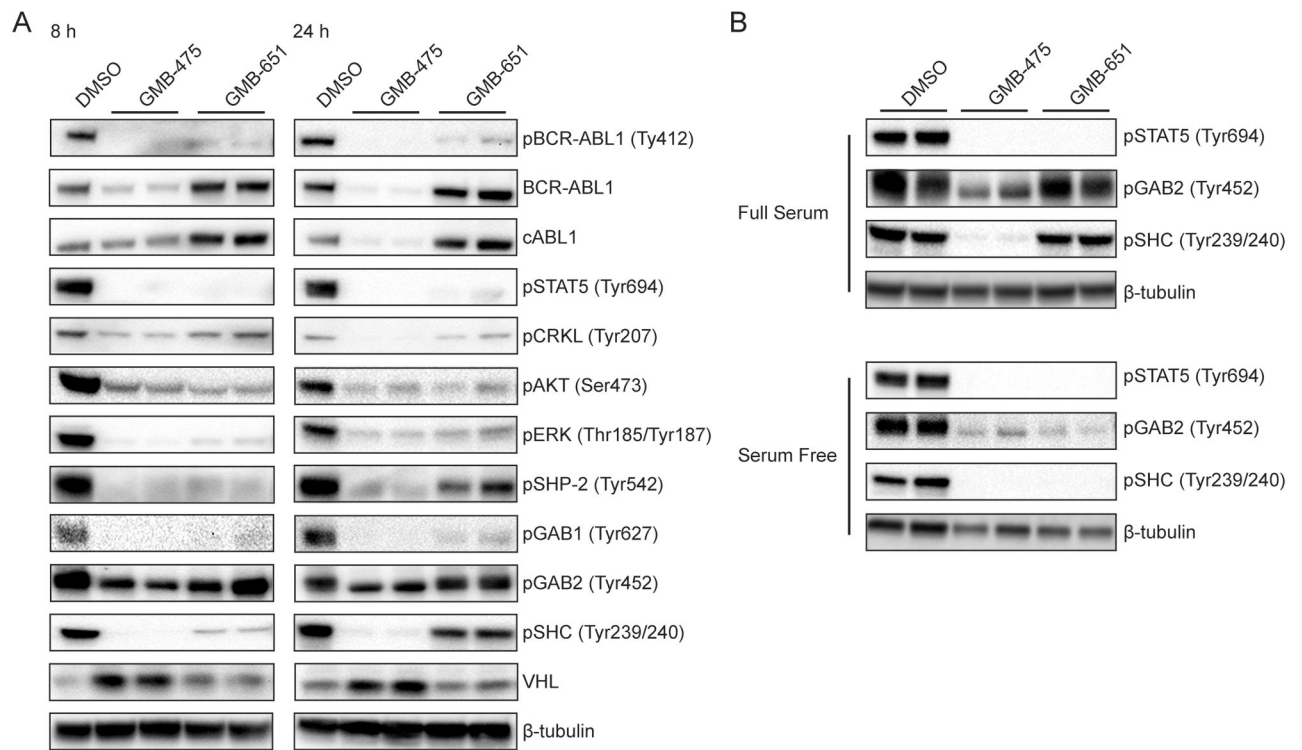 A
8 h
24 h
DMSO
GMB-475
GMB-651
DMSO
GMB-475
GMB-651
pBCR-ABL1 (Ty412)
BCR-ABL1
cABL1
pSTAT5 (Tyr694)
pCRKL (Tyr207)
pAKT (Ser473)
pERK (Thr185/Tyr187)
pSHP-2 (Tyr542)
pGAB1 (Tyr627)
pGAB2 (Tyr452)
pSHC (Tyr239/240)
VHL
β-tubulin
B
DMSO
GMB-475
GMB-651
Full Serum
pSTAT5 (Tyr694)
pGAB2 (Tyr452)
pSHC (Tyr239/240)
β-tubulin
Serum Free
pSTAT5 (Tyr694)
pGAB2 (Tyr452)
pSHC (Tyr239/240)
β-tubulin